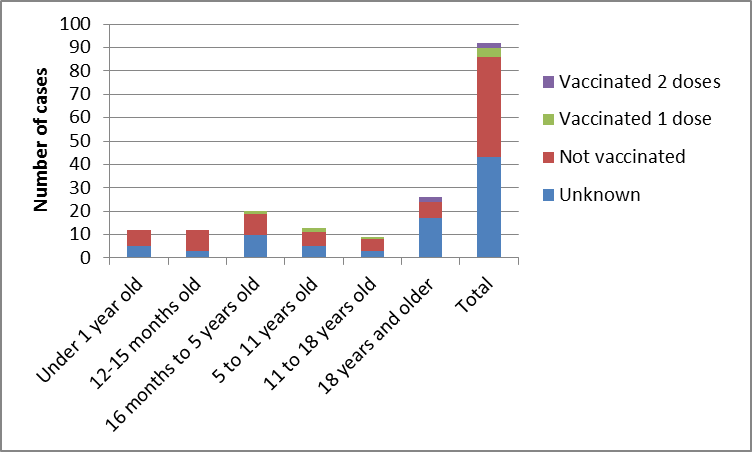 Number of cases
100
90
80
70
60
50
40
30
20
10
0
Under 1 year old
12-15 months old
16 months to 5 years old
5 to 11 years old
11 to 18 years old
18 years and older
Total
Vaccinated 2 doses
Vaccinated 1 dose
Not vaccinated
Unknown